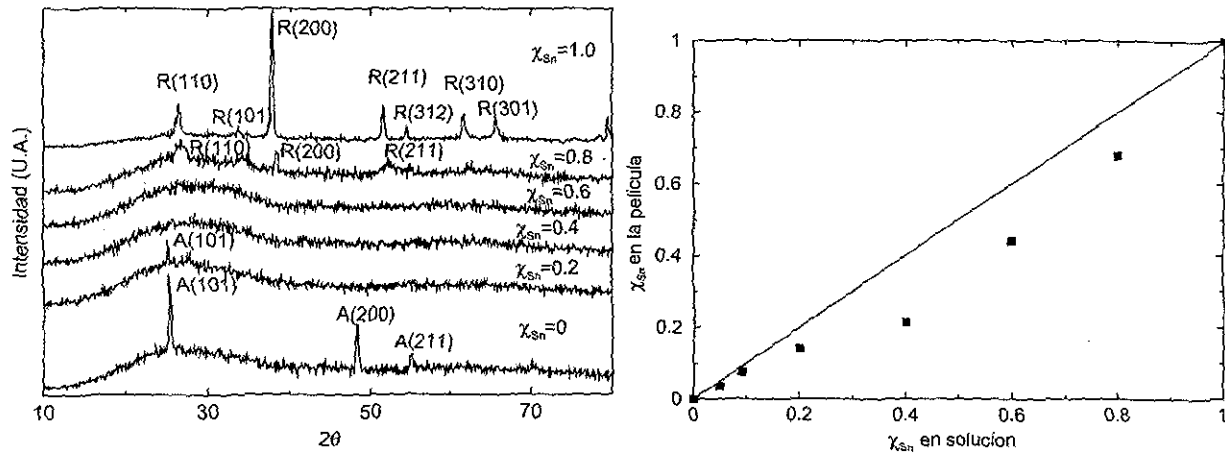 R(200)
χSn=1.0
R(110)
R(211)
R(310)
R(101)
R(312)
R(301)
R(110)
R(200)
R(211)
χSn=0.8
χSn=0.6
χSn=0.4
A(101)
χSn=0.2
A(101)
A(200)
A(211)
χSn=0
Intensidad (U.A.)
10 30 50 70
2θ
1
0.8
0.6
0.4
0.2
0
χSn en la película
0 0.2 0.4 0.6 0.8 1
χSn en solucion